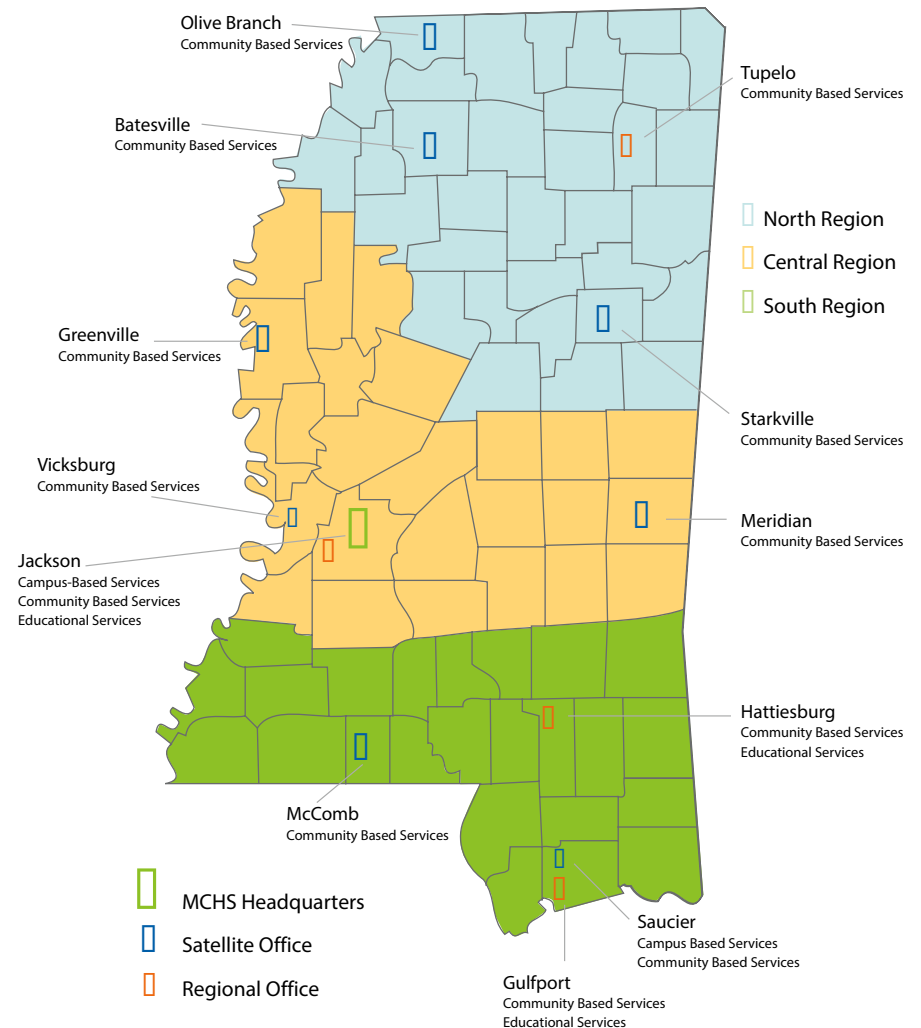 Olive Branch
Community Based Services
Tupelo
Community Based Services
Batesville
Community Based Services
North Region
Central Region
South Region
Greenville
Community Based Services
Starkville
Community Based Services
Vicksburg
Community Based Services
Meridian
Community Based Services
Jackson
Campus-Based Services
Community Based Services
Educational Services
Hattiesburg
Community Based Services
Educational Services
McComb
Community Based Services
MCHS Headquarters
Satellite Office
Regional Office
Saucier
Campus Based Services
Community Based Services
Gulfport
Community Based Services
Educational Services